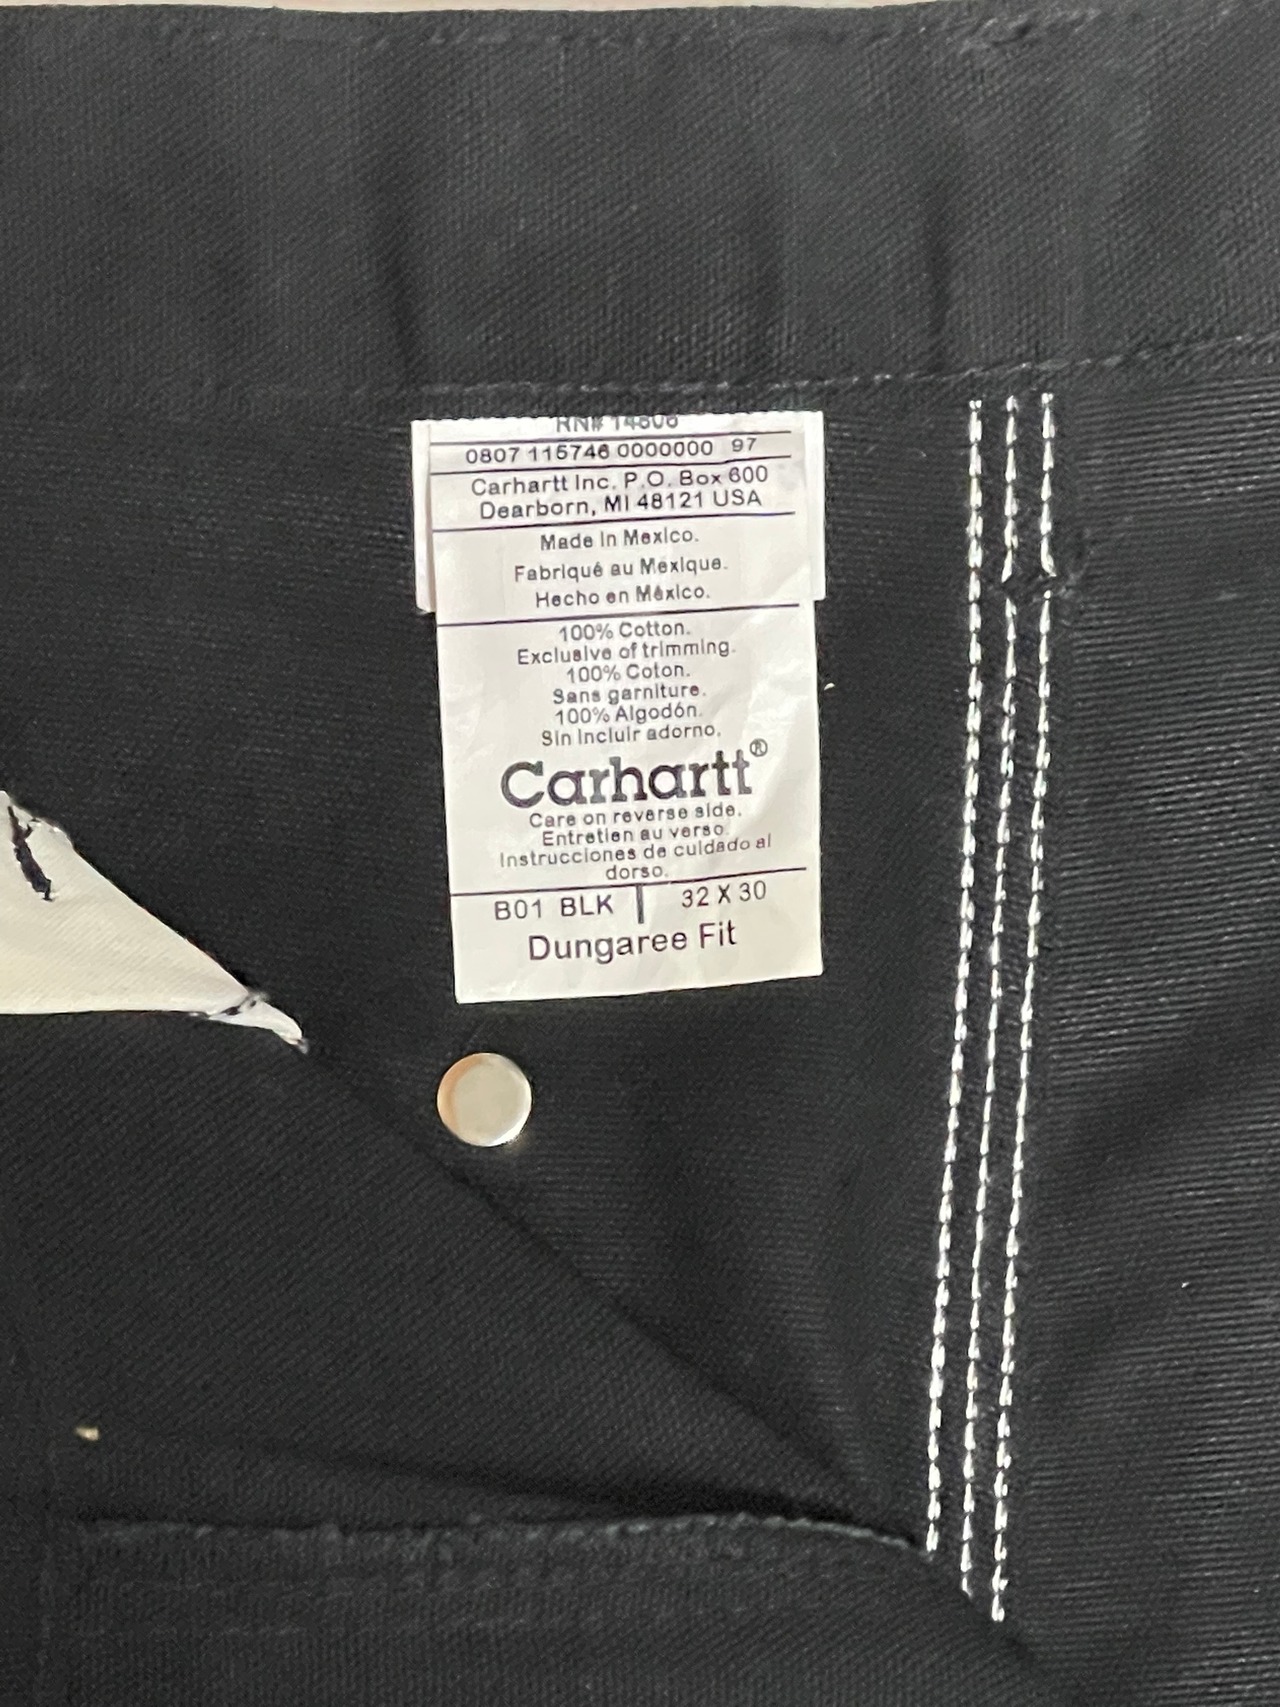 RN# 14806
0807 115746 0000000 97
Carhartt Inc. P.O. Box 600
Dearborn, MI 48121 USA
Made in Mexico.
Fabriqué au Mexique.
Hecho en México.
100% Cotton.
Exclusive of trimming.
100% Coton.
Sans garniture.
100% Algodón.
Sin incluir adorno.
Carhartt®
Care on reverse side.
Entretien au verso.
Instrucciones de cuidado al
dorso.
B01 BLK | 32 X 30
Dungaree Fit